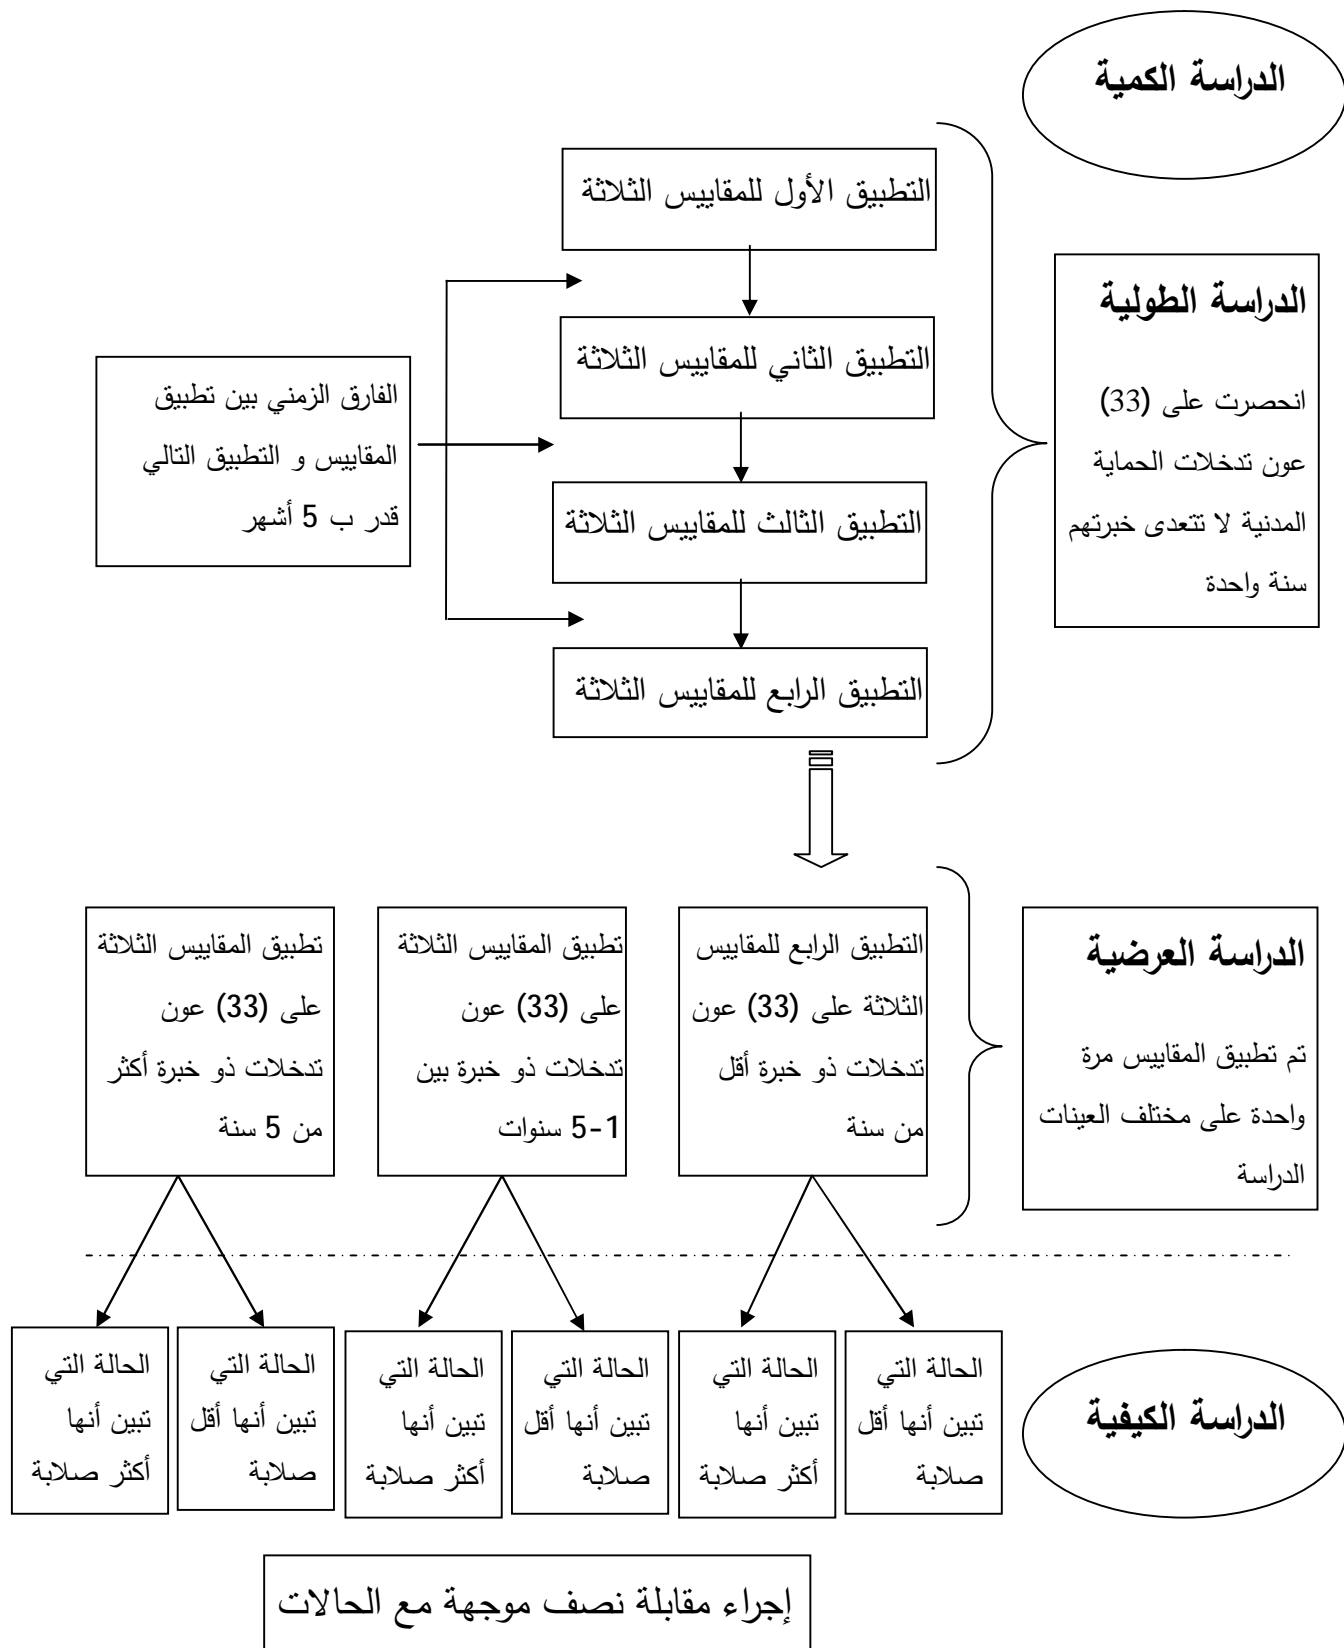 الدراسة الكمية
التطبيق الأول للمقاييس الثلاثة
التطبيق الثاني للمقاييس الثلاثة
التطبيق الثالث للمقاييس الثلاثة
التطبيق الرابع للمقاييس الثلاثة
الدراسة الطولية
انحصرت على (33)
عون تدخلات الحماية
المدنية لا تتعدى خبرتهم
سنة واحدة
الفارق الزمني بين تطبيق
المقاييس و التطبيق التالي
قدر ب 5 أشهر
الدراسة العرضية
تم تطبيق المقاييس مرة
واحدة على مختلف العينات
الدراسة
التطبيق الرابع للمقاييس
الثلاثة على (33) عون
تدخلات ذو خبرة أقل
من سنة
تطبيق المقاييس الثلاثة
على (33) عون
تدخلات ذو خبرة بين
1-5 سنوات
تطبيق المقاييس الثلاثة
على (33) عون
تدخلات ذو خبرة أكثر
من 5 سنة
الدراسة الكيفية
الحالة التي
تبين أنها أقل
صلابة
الحالة التي
تبين أنها
أكثر صلابة
الحالة التي
تبين أنها أقل
صلابة
الحالة التي
تبين أنها
أكثر صلابة
الحالة التي
تبين أنها أقل
صلابة
الحالة التي
تبين أنها
أكثر صلابة
إجراء مقابلة نصف موجهة مع الحالات